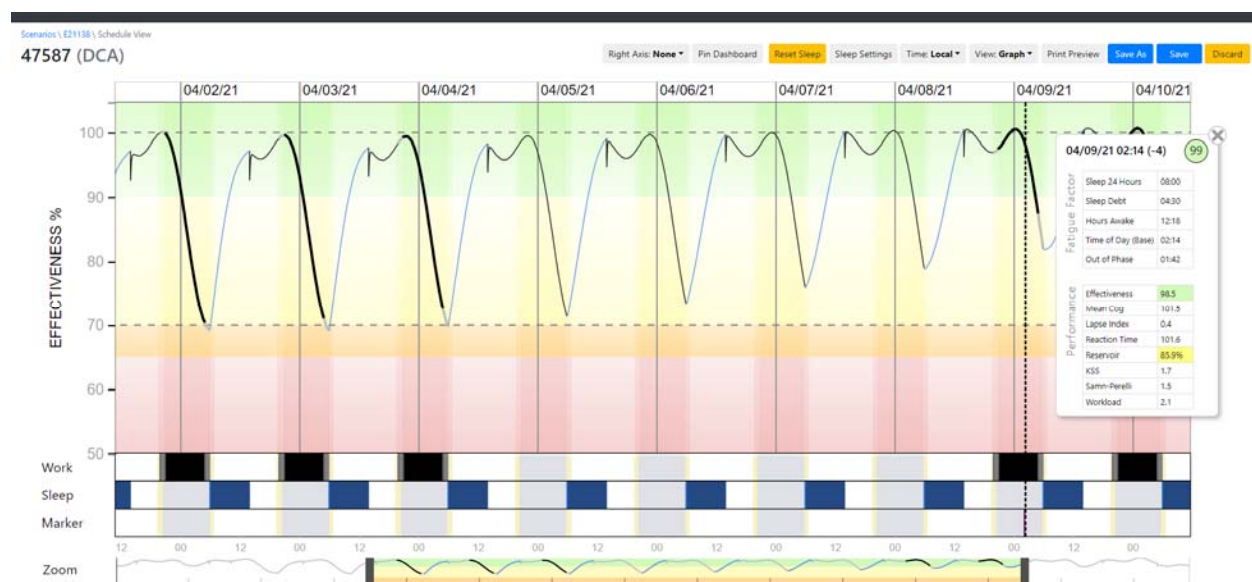 Scenarios \ E21138 \ Schedule View
47587 (DCA)
Right Axis: None Pin Dashboard Reset Sleep Sleep Settings Time: Local View: Graph Print Preview Save As Save Discard
04/02/21 04/03/21 04/04/21 04/05/21 04/06/21 04/07/21 04/08/21 04/09/21 04/10/21
100
90
80
70
60
50
EFFECTIVENESS %
04/09/21 02:14 (-4) 99
Fatigue Factor
Sleep 24 Hours 08:00
Sleep Debt 04:30
Hours Awake 12:18
Time of Day (Base) 02:14
Out of Phase 01:42
Performance
Effectiveness 98.5
Mean Cog 101.5
Lapse Index 0.4
Reaction Time 101.6
Reservoir 85.9%
KSS 1.7
Samn-Perelli 1.5
Workload 2.1
Work
Sleep
Marker
12 00 12 00 12 00 12 00 12 00 12 00 12 00 12 00 12 00
Zoom